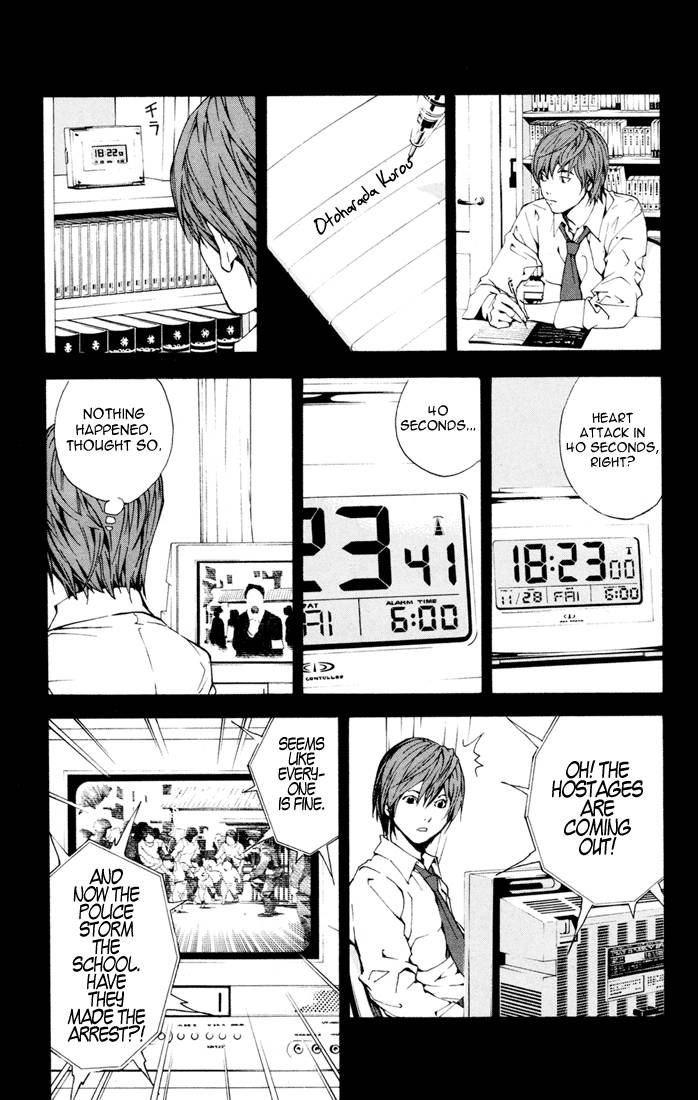 Otoharada Kurou
チラ
18:22
HEART
ATTACK IN
40 SECONDS,
RIGHT?
18:23 00
11/28 FRI 6:00
40
SECONDS...
23 41
ALARM TIME
RI 6:00
NOTHING
HAPPENED.
THOUGHT SO.
OH! THE
HOSTAGES
ARE
COMING
OUT!
SEEMS
LIKE
EVERY-
ONE
IS FINE.
AND
NOW THE
POLICE
STORM
THE
SCHOOL.
HAVE
THEY
MADE THE
ARREST?!